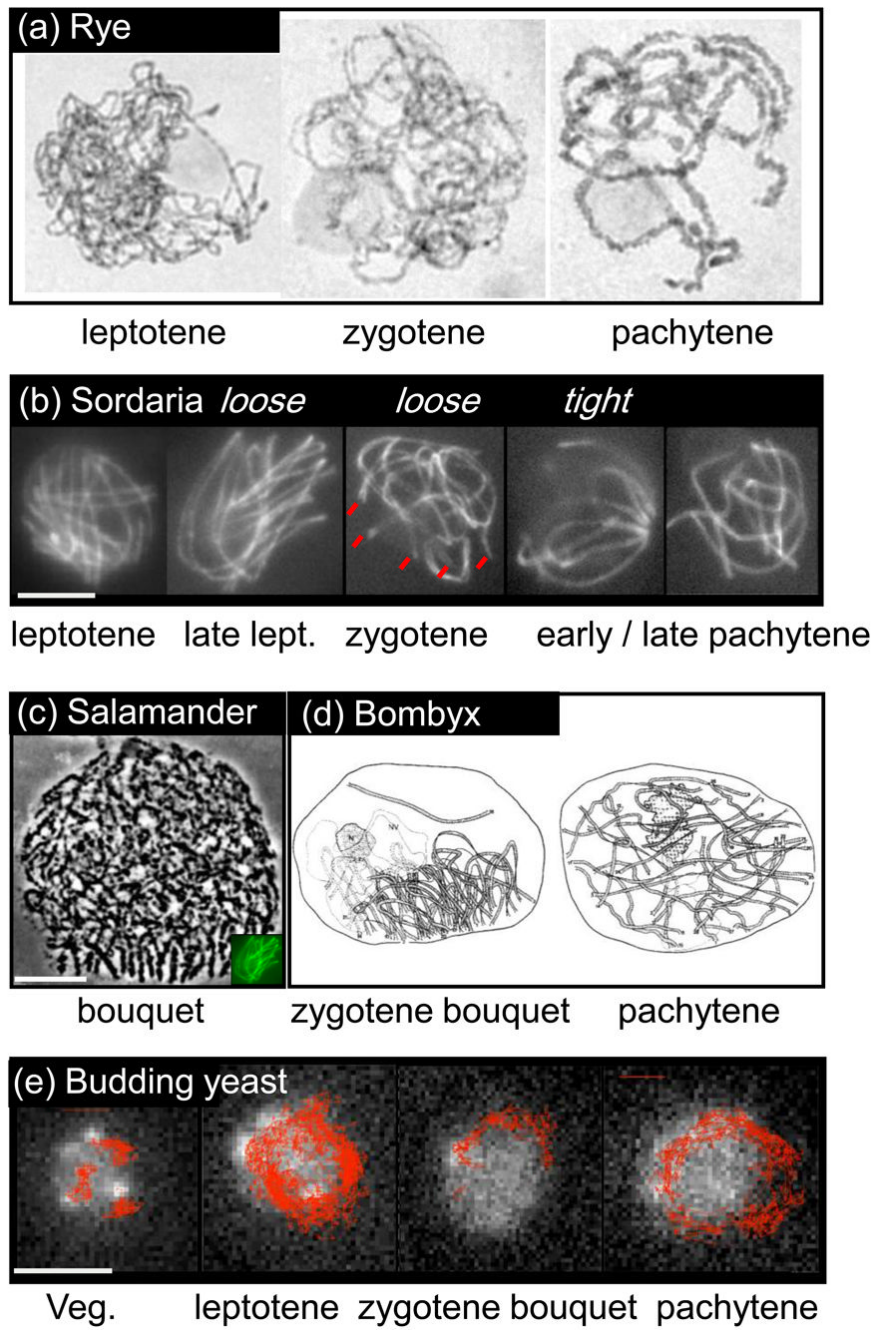 (a) Rye
leptotene zygotene pachytene
(b) Sordaria loose loose tight
leptotene late lept. zygotene early / late pachytene
(c) Salamander (d) Bombyx
NV
bouquet zygotene bouquet pachytene
(e) Budding yeast
Veg. leptotene zygotene bouquet pachytene